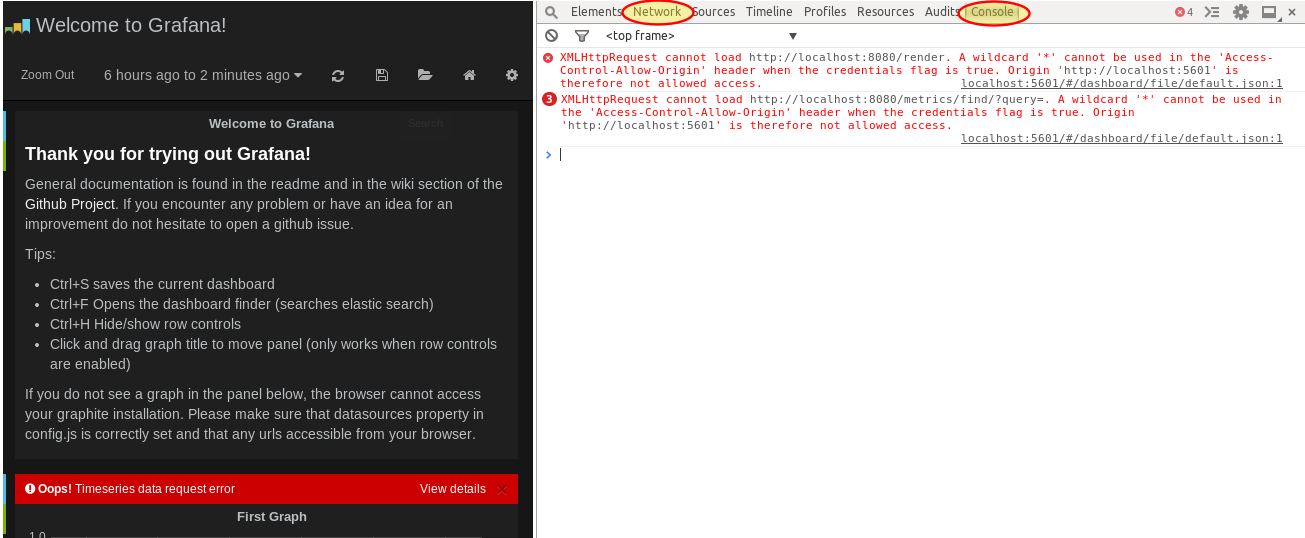 Welcome to Grafana!
Zoom Out 6 hours ago to 2 minutes ago
Welcome to Grafana
Search
Thank you for trying out Grafana!
General documentation is found in the readme and in the wiki section of the
Github Project. If you encounter any problem or have an idea for an
improvement do not hesitate to open a github issue.
Tips:
• Ctrl+S saves the current dashboard
• Ctrl+F Opens the dashboard finder (searches elastic search)
• Ctrl+H Hide/show row controls
• Click and drag graph title to move panel (only works when row controls
are enabled)
If you do not see a graph in the panel below, the browser cannot access
your graphite installation. Please make sure that datasources property in
config.js is correctly set and that any urls accessible from your browser.
Oops! Timeseries data request error View details
First Graph
1.0
Elements Network Sources Timeline Profiles Resources Audits Console 4
<top frame>
XMLHttpRequest cannot load http://localhost:8080/render. A wildcard '*' cannot be used in the 'Access-
Control-Allow-Origin' header when the credentials flag is true. Origin 'http://localhost:5601' is
therefore not allowed access. localhost:5601/#/dashboard/file/default.json:1
3 XMLHttpRequest cannot load http://localhost:8080/metrics/find/?query=. A wildcard '*' cannot be used in
the 'Access-Control-Allow-Origin' header when the credentials flag is true. Origin
'http://localhost:5601' is therefore not allowed access.
localhost:5601/#/dashboard/file/default.json:1